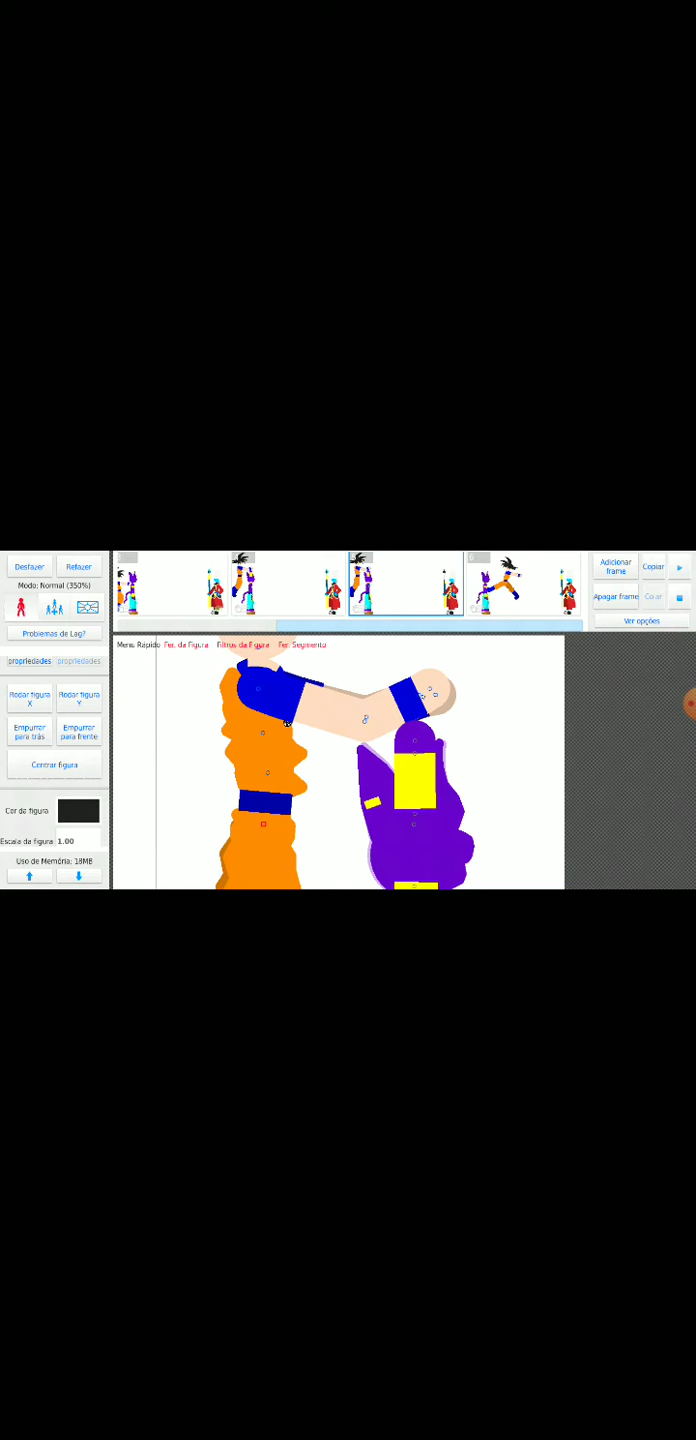 Desfazer
Refazer
Modo: Normal (350%)
Problemas de Lag?
propriedades
propriedades
Rodar figura X
Rodar figura Y
Empurrar para trás
Empurrar para frente
Centrar figura
Cor da figura
Escala da figura
1.00
Uso de Memória: 18MB
Adicionar frame
Copiar
Apagar frame
Colar
Ver opções
Menu Rápido
Fer. da Figura
Filtros da Figura
Fer. Segmento